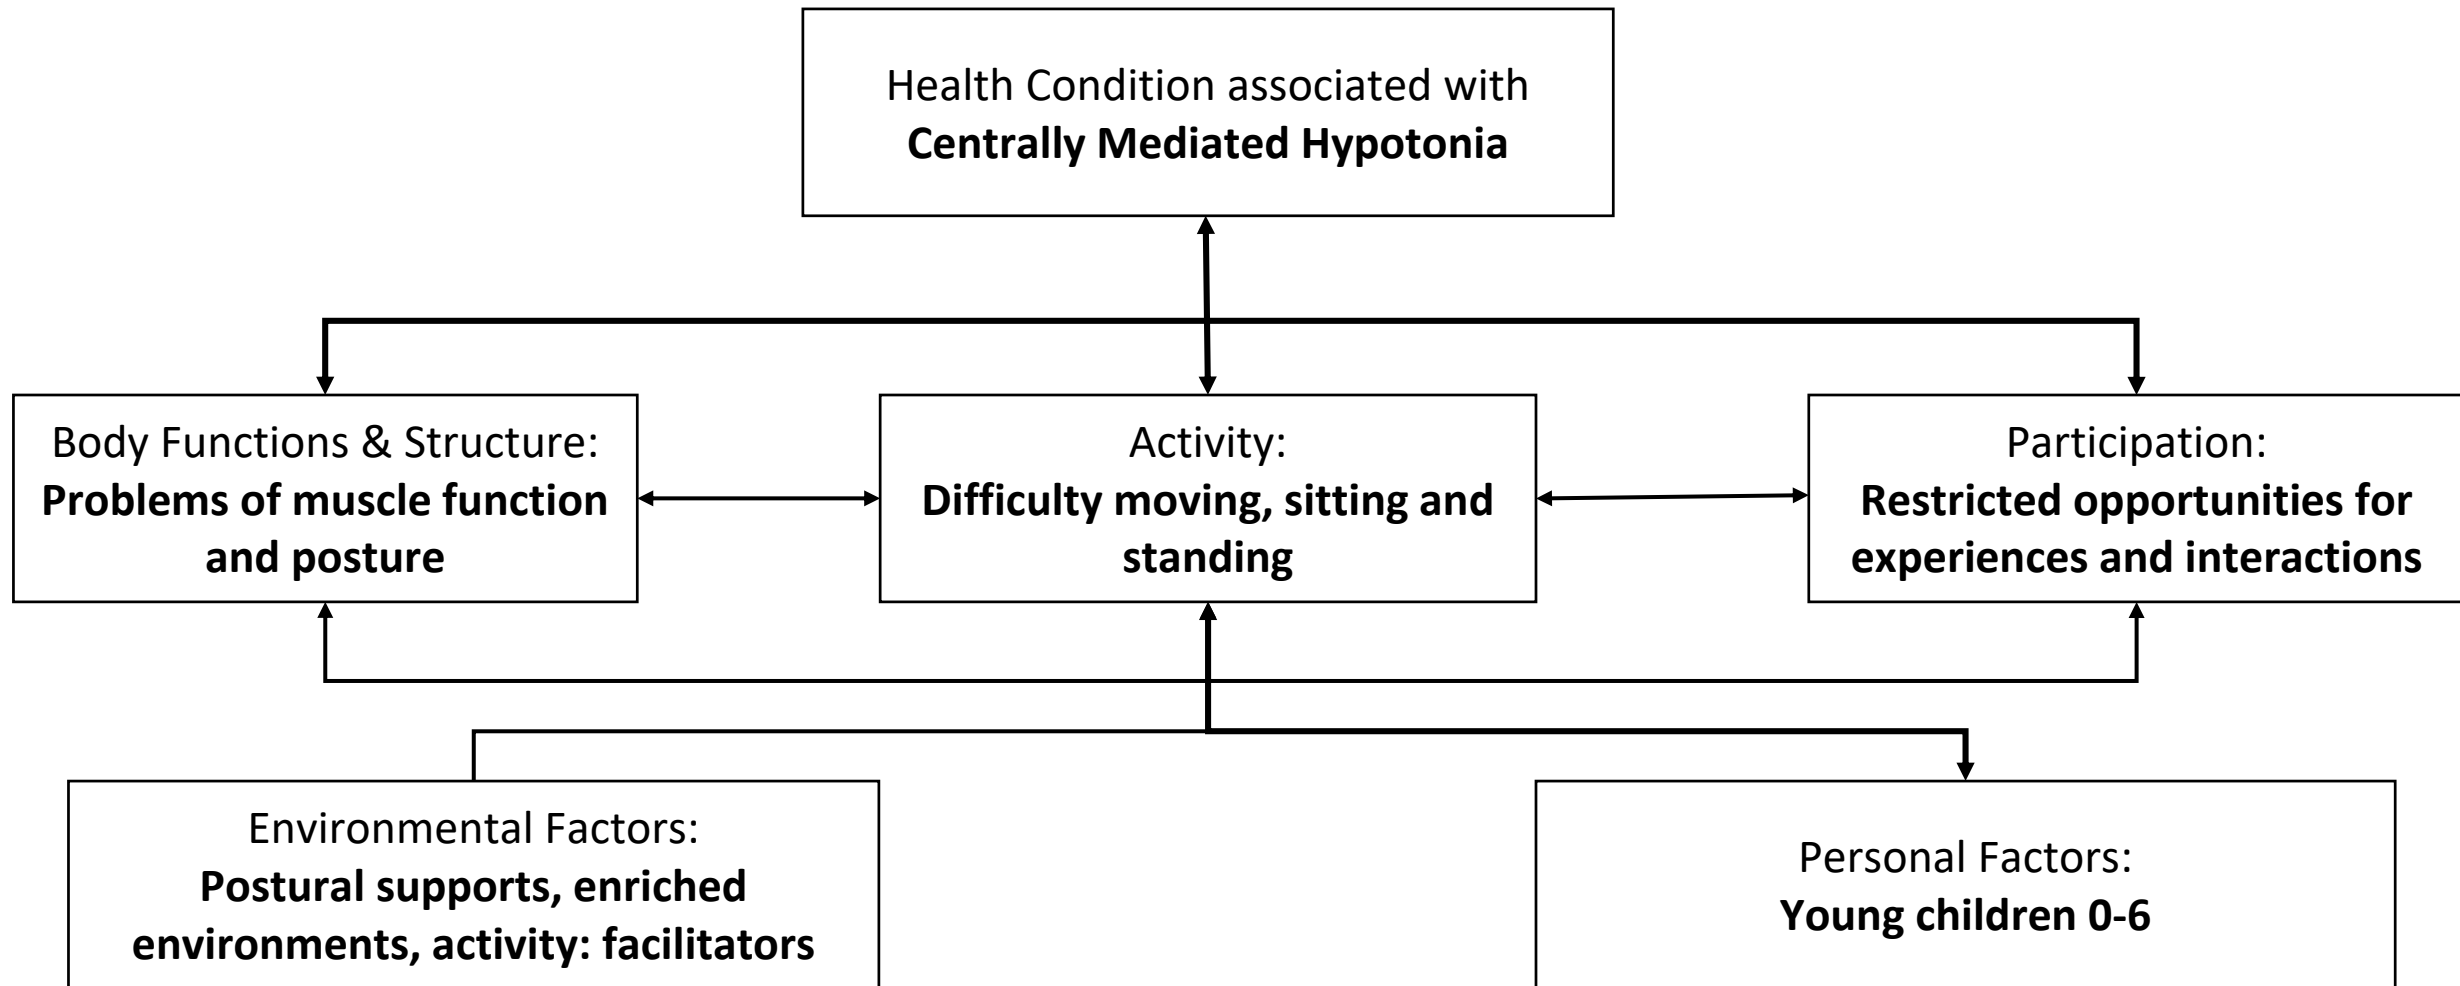 Health Condition associated with
Centrally Mediated Hypotonia
Body Functions & Structure:
Problems of muscle function
and posture
Activity:
Difficulty moving, sitting and
standing
Participation:
Restricted opportunities for
experiences and interactions
Environmental Factors:
Postural supports, enriched
environments, activity: facilitators
Personal Factors:
Young children 0-6